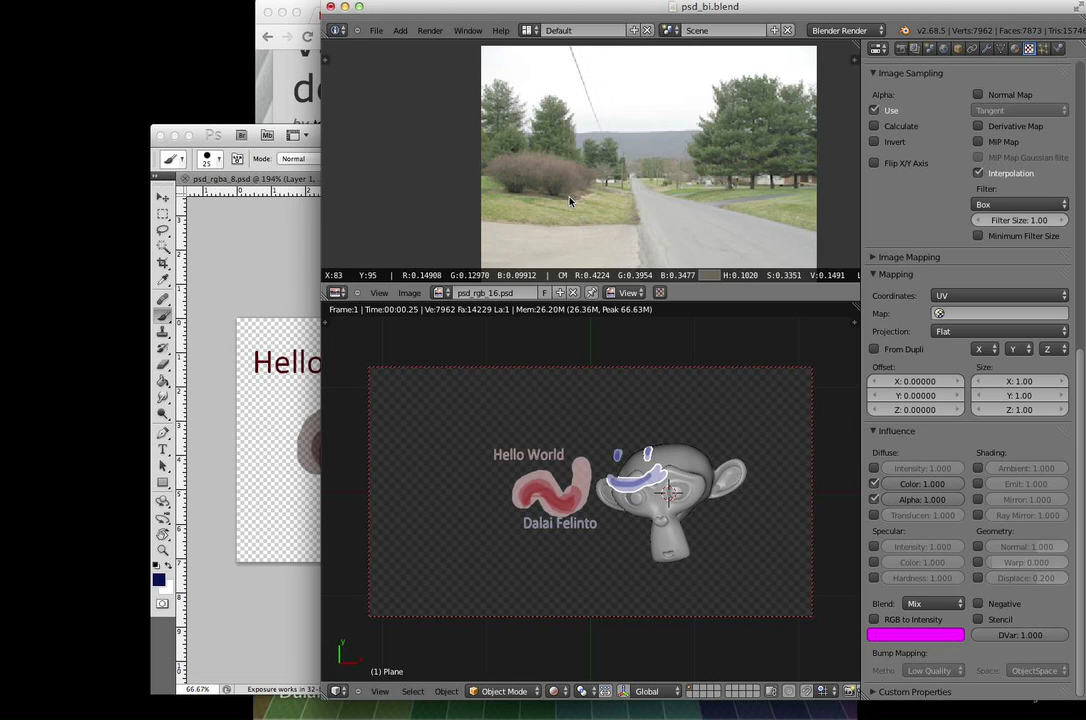 psd_bi.blend
File Add Render Window Help Default Scene Blender Render v2.68.5 | Verts:7962 | Faces:7873 | Tris:15746
Ps Br Mb
25 Mode: Normal
psd_rgba_8.psd @ 194% (Layer 1,
Hello
66.67% Exposure works in 32-
X:83 Y:95 | R:0.14908 G:0.12970 B:0.09912 | CM R:0.4224 G:0.3954 B:0.3477 H:0.1020 S:0.3351 V:0.1491 L
View Image psd_rgb_16.psd F View
Frame:1 | Time:00:00.25 | Ve:7962 Fa:14229 La:1 | Mem:26.20M (26.36M, Peak 66.63M)
Hello World
Dalai Felinto
y
x
(1) Plane
View Select Object Object Mode Global
Image Sampling
Alpha: Normal Map
Use Tangent
Calculate Derivative Map
Invert MIP Map
MIP Map Gaussian filte
Flip X/Y Axis Interpolation
Filter:
Box
Filter Size: 1.00
Minimum Filter Size
Image Mapping
Mapping
Coordinates: UV
Map:
Projection: Flat
From Dupli X Y Z
Offset: Size:
X: 0.00000 X: 1.00
Y: 0.00000 Y: 1.00
Z: 0.00000 Z: 1.00
Influence
Diffuse: Shading:
Intensity: 1.000 Ambient: 1.000
Color: 1.000 Emit: 1.000
Alpha: 1.000 Mirror: 1.000
Translucen: 1.000 Ray Mirror: 1.000
Specular: Geometry:
Intensity: 1.000 Normal: 1.000
Color: 1.000 Warp: 0.000
Hardness: 1.000 Displace: 0.200
Blend: Mix Negative
RGB to Intensity Stencil
DVar: 1.000
Bump Mapping:
Metho Low Quality Space: ObjectSpace
Custom Properties